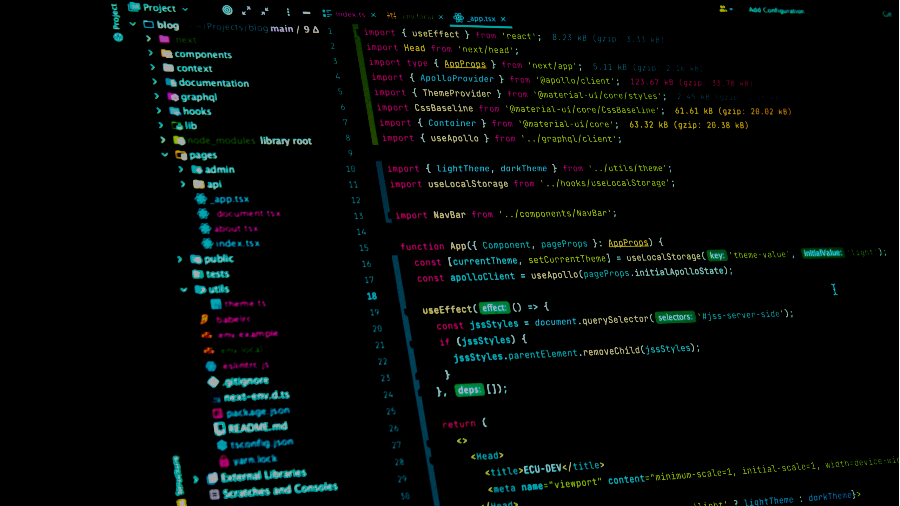 Project
Project
index.ts
_app.tsx
Add Configuration
blog ~/Projects/blog main / 9 Δ
.next
components
context
documentation
graphql
hooks
lib
node_modules library root
pages
admin
api
_app.tsx
_document.tsx
about.tsx
index.tsx
public
tests
utils
theme.ts
.babelrc
.env.example
.env.local
.eslintrc.js
.gitignore
next-env.d.ts
package.json
README.md
tsconfig.json
yarn.lock
External Libraries
Scratches and Consoles
1 import { useEffect } from 'react'; 8.23 kB (gzip: 3.31 kB)
2 import Head from 'next/head';
3 import type { AppProps } from 'next/app'; 5.11 kB (gzip: 2.1k kB)
4 import { ApolloProvider } from '@apollo/client'; 123.67 kB (gzip: 33.78 kB)
5 import { ThemeProvider } from '@material-ui/core/styles'; 2.45 kB (gzip:
6 import CssBaseline from '@material-ui/core/CssBaseline'; 61.61 kB (gzip: 20.02 kB)
7 import { Container } from '@material-ui/core'; 63.32 kB (gzip: 20.38 kB)
8 import { useApollo } from '../graphql/client';
9
10 import { lightTheme, darkTheme } from '../utils/theme';
11 import useLocalStorage from '../hooks/useLocalStorage';
12
13 import NavBar from '../components/NavBar';
14
15 function App({ Component, pageProps }: AppProps) {
16 const [currentTheme, setCurrentTheme] = useLocalStorage( key: 'theme-value', initialValue: 'light');
17 const apolloClient = useApollo(pageProps.initialApolloState);
18
19 useEffect( effect: () => {
20 const jssStyles = document.querySelector( selectors: '#jss-server-side');
21 if (jssStyles) {
22 jssStyles.parentElement.removeChild(jssStyles);
23 }
24 }, deps: []);
25
26 return (
27 <>
28 <Head>
29 <title>ECU-DEV</title>
30 <meta name="viewport" content="minimum-scale=1, initial-scale=1, width=device-wid
</Head>
'light' ? lightTheme : darkTheme}>